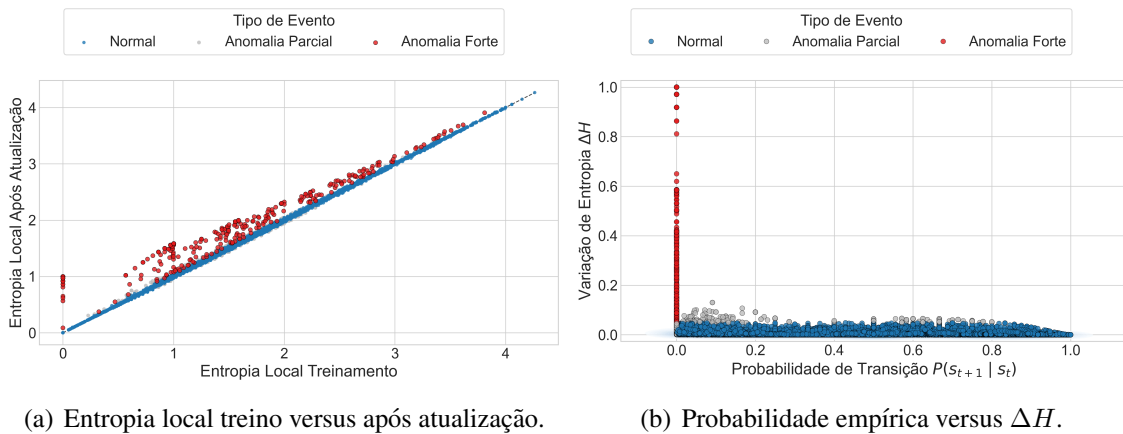 Tipo de Evento
Normal Anomalia Parcial Anomalia Forte
Entropia Local Após Atualização
4
3
2
1
0
0 1 2 3 4
Entropia Local Treinamento
(a) Entropia local treino versus após atualização.
Tipo de Evento
Normal Anomalia Parcial Anomalia Forte
Variação de Entropia ΔH
1.0
0.8
0.6
0.4
0.2
0.0
0.0 0.2 0.4 0.6 0.8 1.0
Probabilidade de Transição P(s_{t+1} | s_t)
(b) Probabilidade empírica versus ΔH.